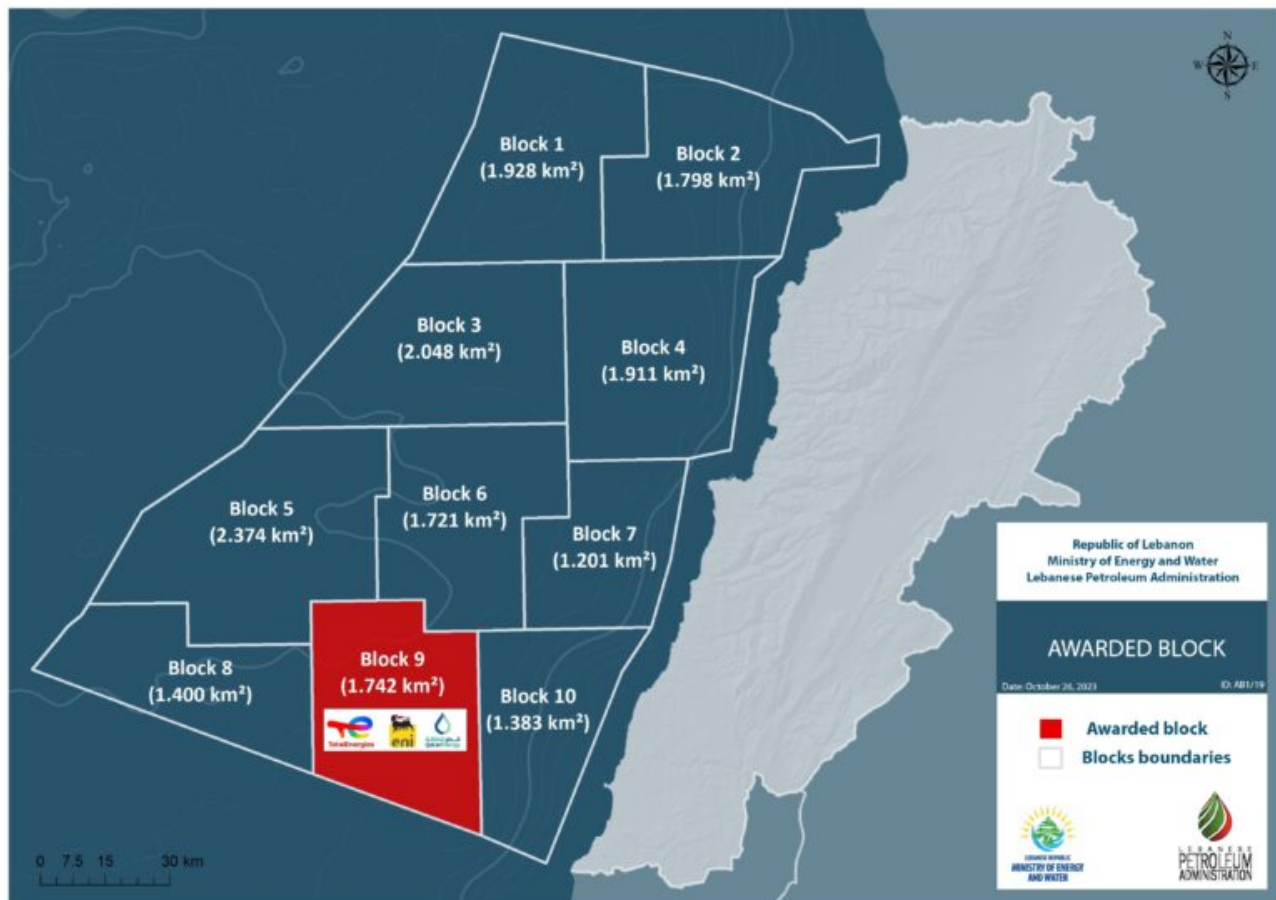 N
W E
S
Block 1
(1.928 km²)
Block 2
(1.798 km²)
Block 3
(2.048 km²)
Block 4
(1.911 km²)
Block 5
(2.374 km²)
Block 6
(1.721 km²)
Block 7
(1.201 km²)
Block 8
(1.400 km²)
Block 9
(1.742 km²)
TotalEnergies
eni
QatarEnergy
Block 10
(1.383 km²)
0 7.5 15 30 km
Republic of Lebanon
Ministry of Energy and Water
Lebanese Petroleum Administration
AWARDED BLOCK
Date: October 26, 2023 ID: AB1/19
Awarded block
Blocks boundaries
LEBANESE REPUBLIC
MINISTRY OF ENERGY
AND WATER
LEBANESE
PETROLEUM
ADMINISTRATION